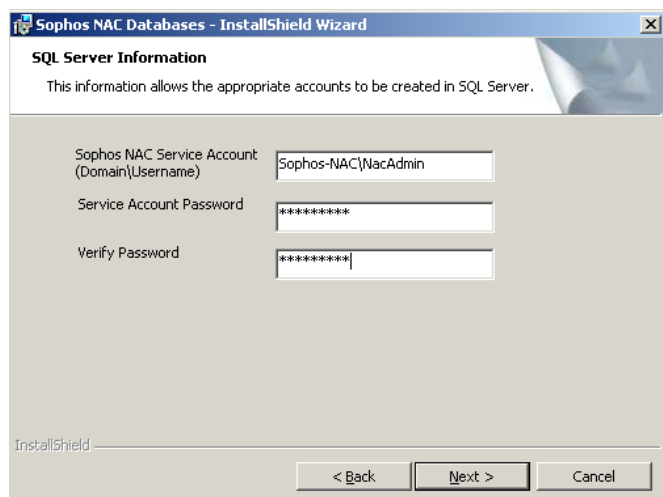 Sophos NAC Databases - InstallShield Wizard
SQL Server Information
This information allows the appropriate accounts to be created in SQL Server.
Sophos NAC Service Account
(Domain\Username)
Sophos-NAC\NacAdmin
Service Account Password
*********
Verify Password
*********
InstallShield
< Back
Next >
Cancel